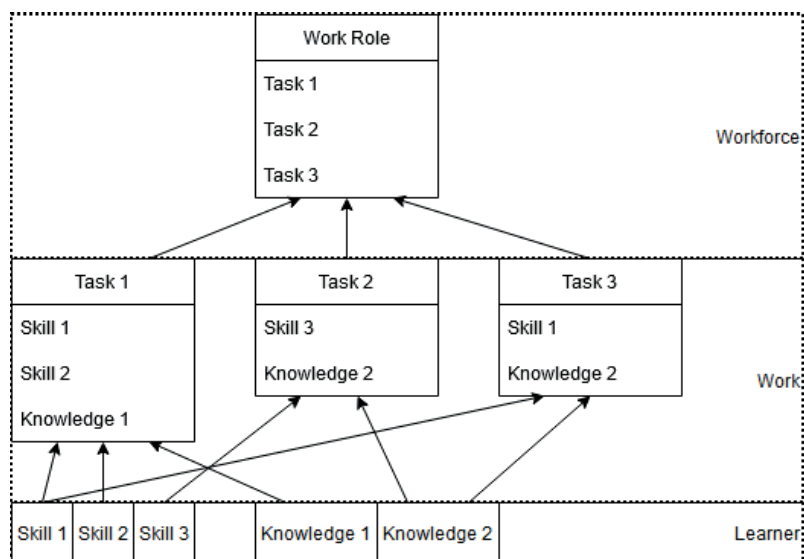 Work Role
Task 1
Task 2
Task 3
Workforce
Task 1
Skill 1
Skill 2
Knowledge 1
Task 2
Skill 3
Knowledge 2
Task 3
Skill 1
Knowledge 2
Work
Skill 1
Skill 2
Skill 3
Knowledge 1
Knowledge 2
Learner